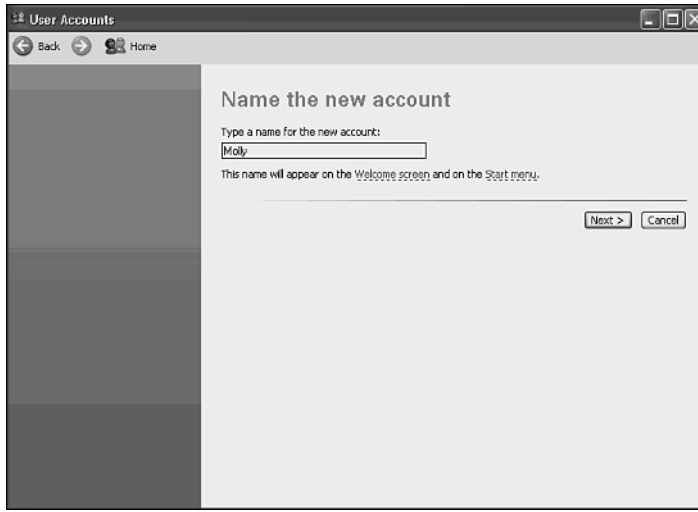 User Accounts
Back Home
Name the new account
Type a name for the new account:
Molly
This name will appear on the Welcome screen and on the Start menu.
Next > Cancel